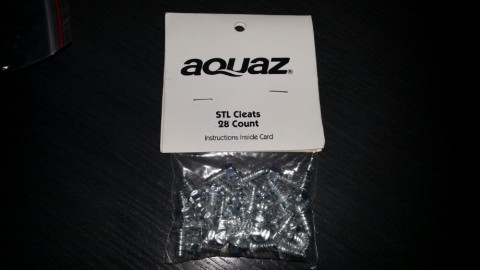 aquaz®
STL Cleats
28 Count
Instructions Inside Card